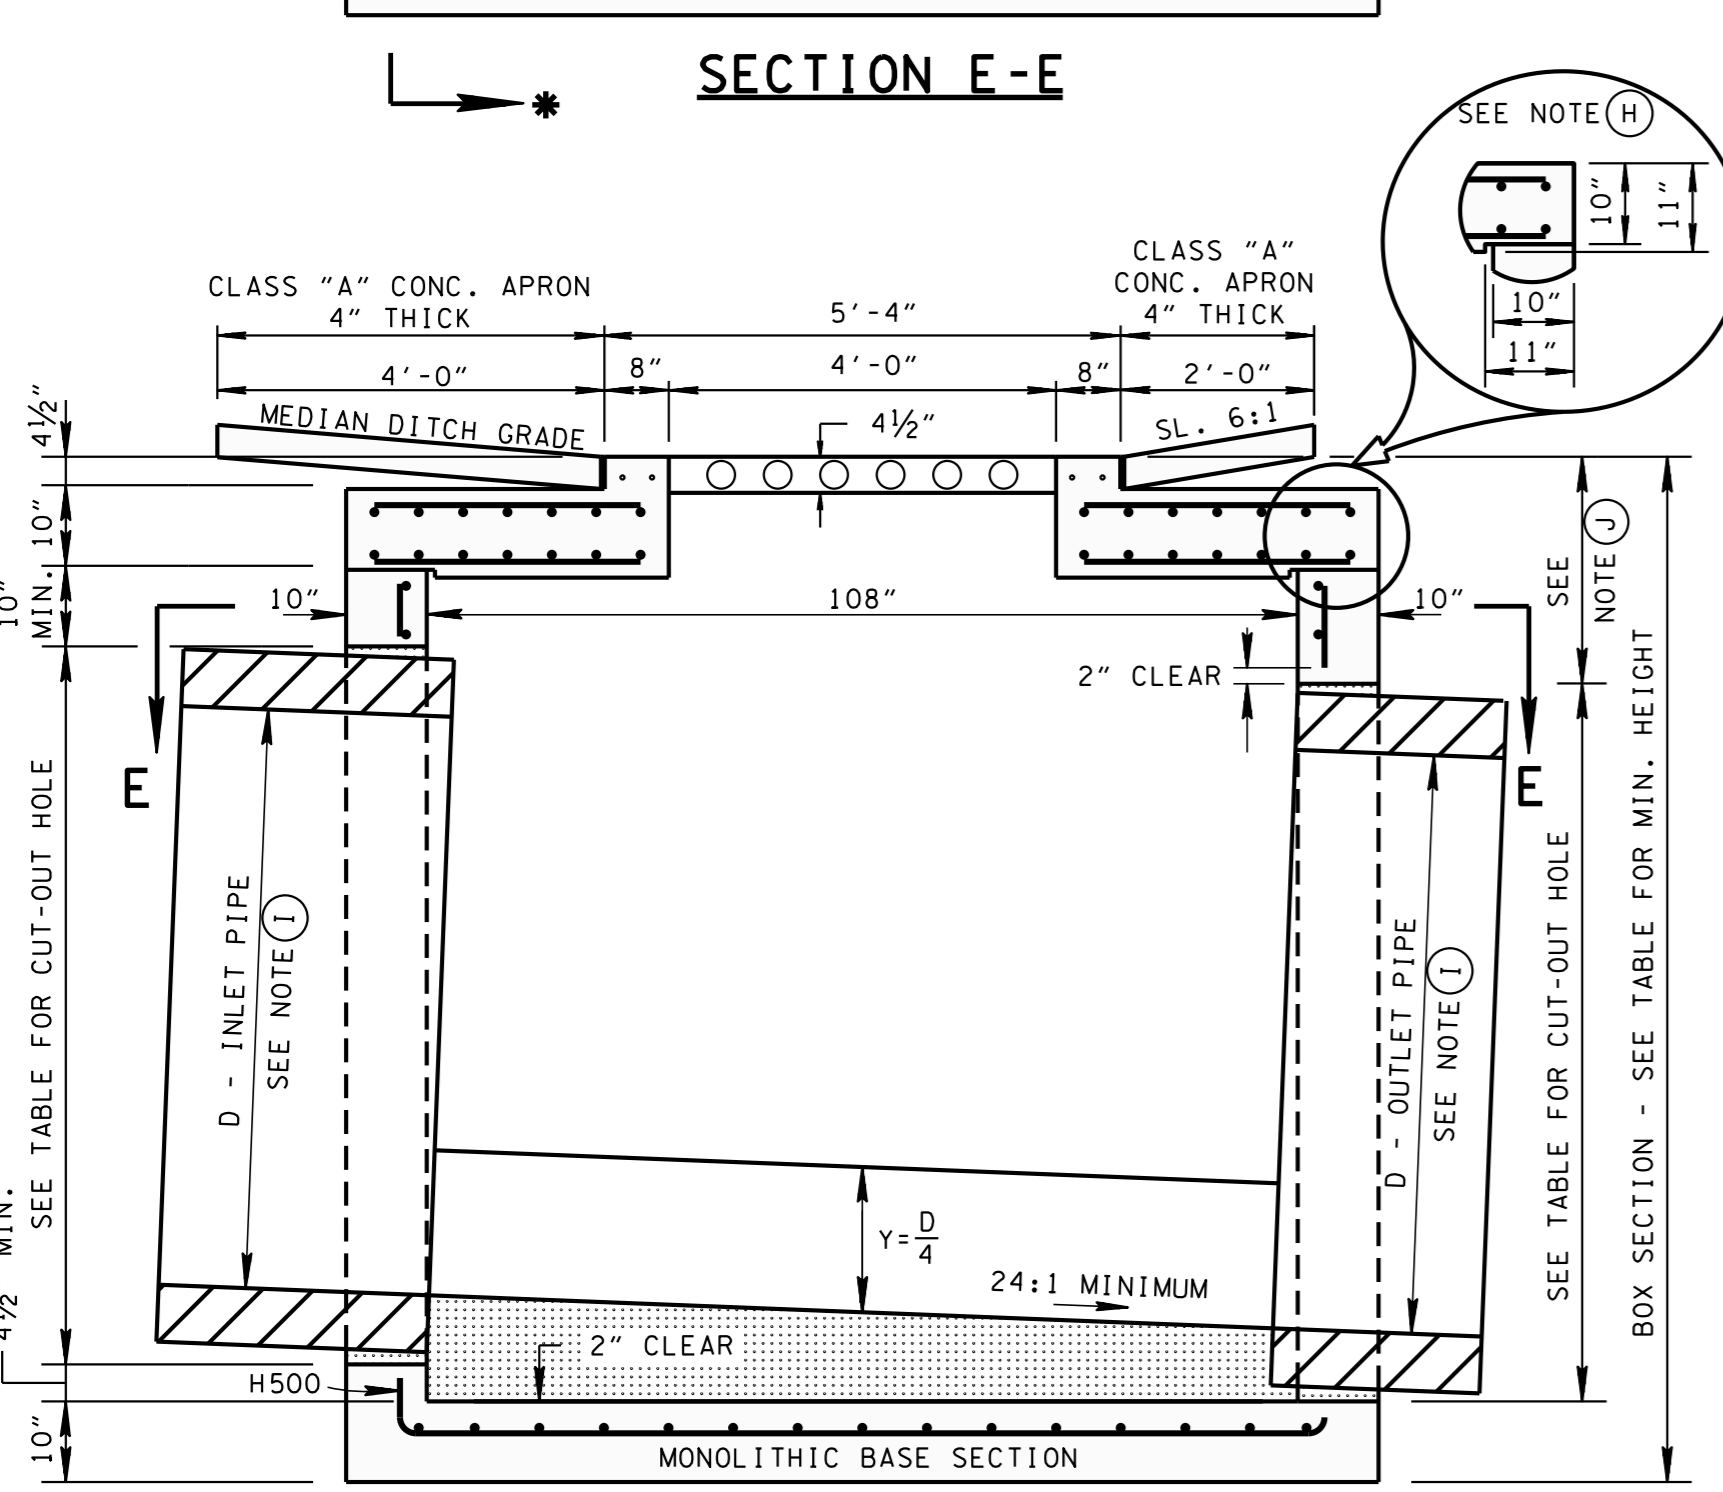 SECTION E-E
*
SEE NOTE H
10"
11"
10"
11"
CLASS "A" CONC. APRON
4" THICK
CLASS "A"
CONC. APRON
4" THICK
5'-4"
4'-0"
8"
4'-0"
8"
2'-0"
4½"
MEDIAN DITCH GRADE
4½"
SL. 6:1
10"
10"
MIN.
10"
108"
10"
SEE
NOTE J
2" CLEAR
E
E
SEE TABLE FOR CUT-OUT HOLE
D - INLET PIPE
SEE NOTE I
D - OUTLET PIPE
SEE NOTE I
SEE TABLE FOR CUT-OUT HOLE
BOX SECTION - SEE TABLE FOR MIN. HEIGHT
Y=D/4
24:1 MINIMUM
2" CLEAR
4½" MIN.
H500
10"
MONOLITHIC BASE SECTION